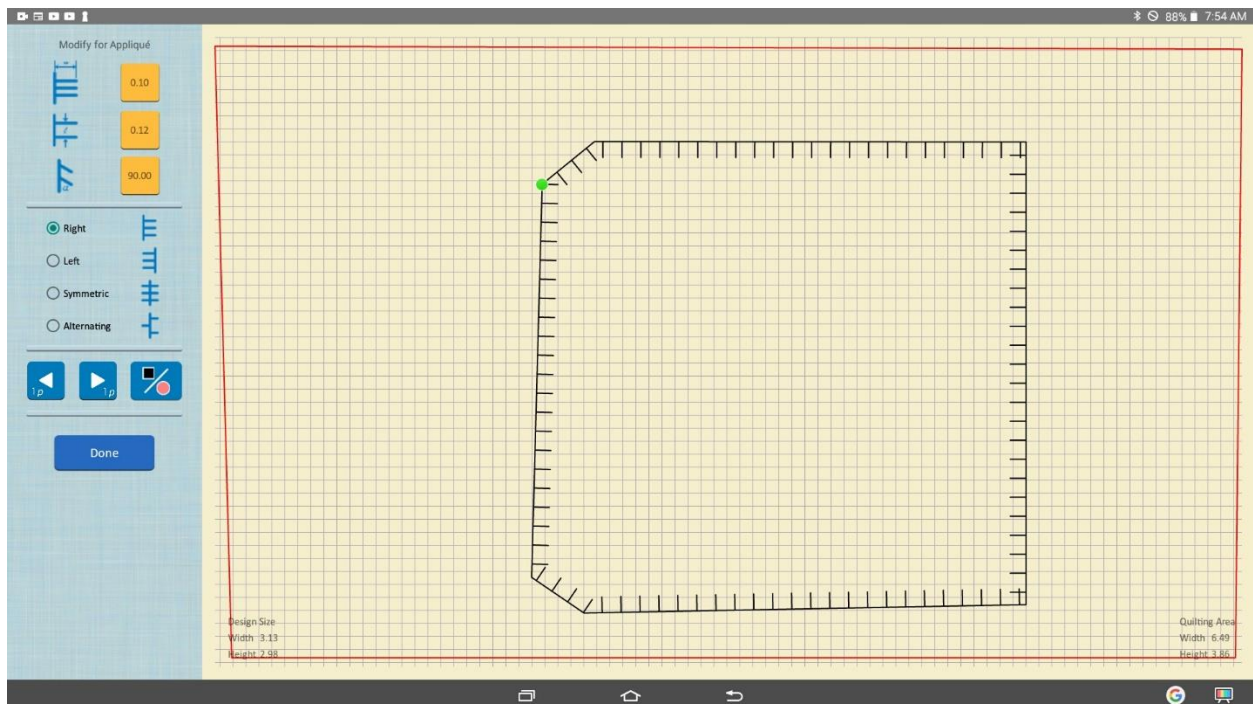 88% 7:54 AM
Modify for Appliqué
0.10
0.12
90.00
Right
Left
Symmetric
Alternating
1p 1p
Done
Design Size
Width 3.13
Height 2.98
Quilting Area
Width 6.49
Height 3.86